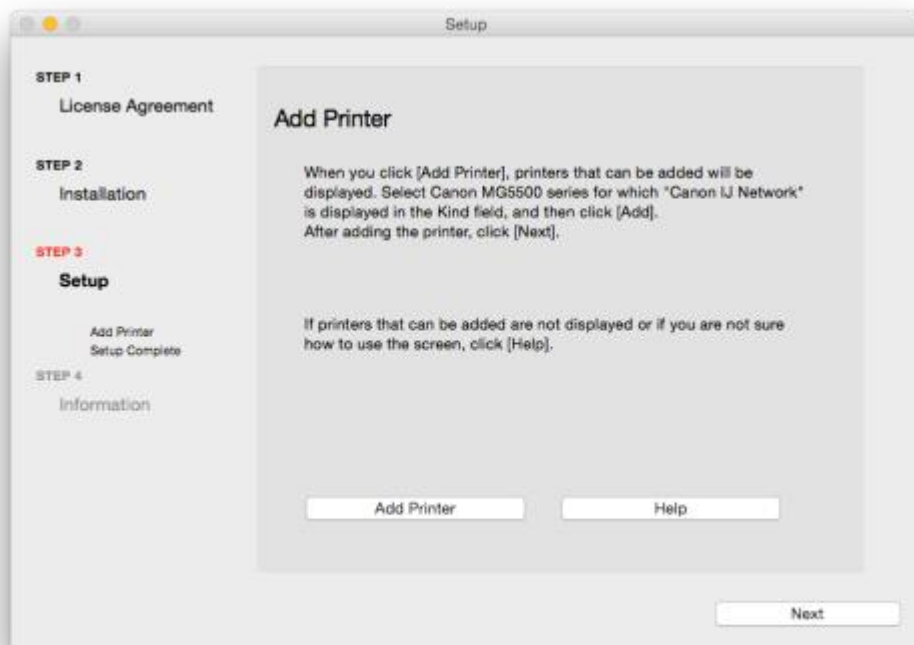 Setup
STEP 1
License Agreement
STEP 2
Installation
STEP 3
Setup
Add Printer
Setup Complete
STEP 4
Information
Add Printer
When you click [Add Printer], printers that can be added will be
displayed. Select Canon MG5500 series for which "Canon IJ Network"
is displayed in the Kind field, and then click [Add].
After adding the printer, click [Next].
If printers that can be added are not displayed or if you are not sure
how to use the screen, click [Help].
Add Printer
Help
Next